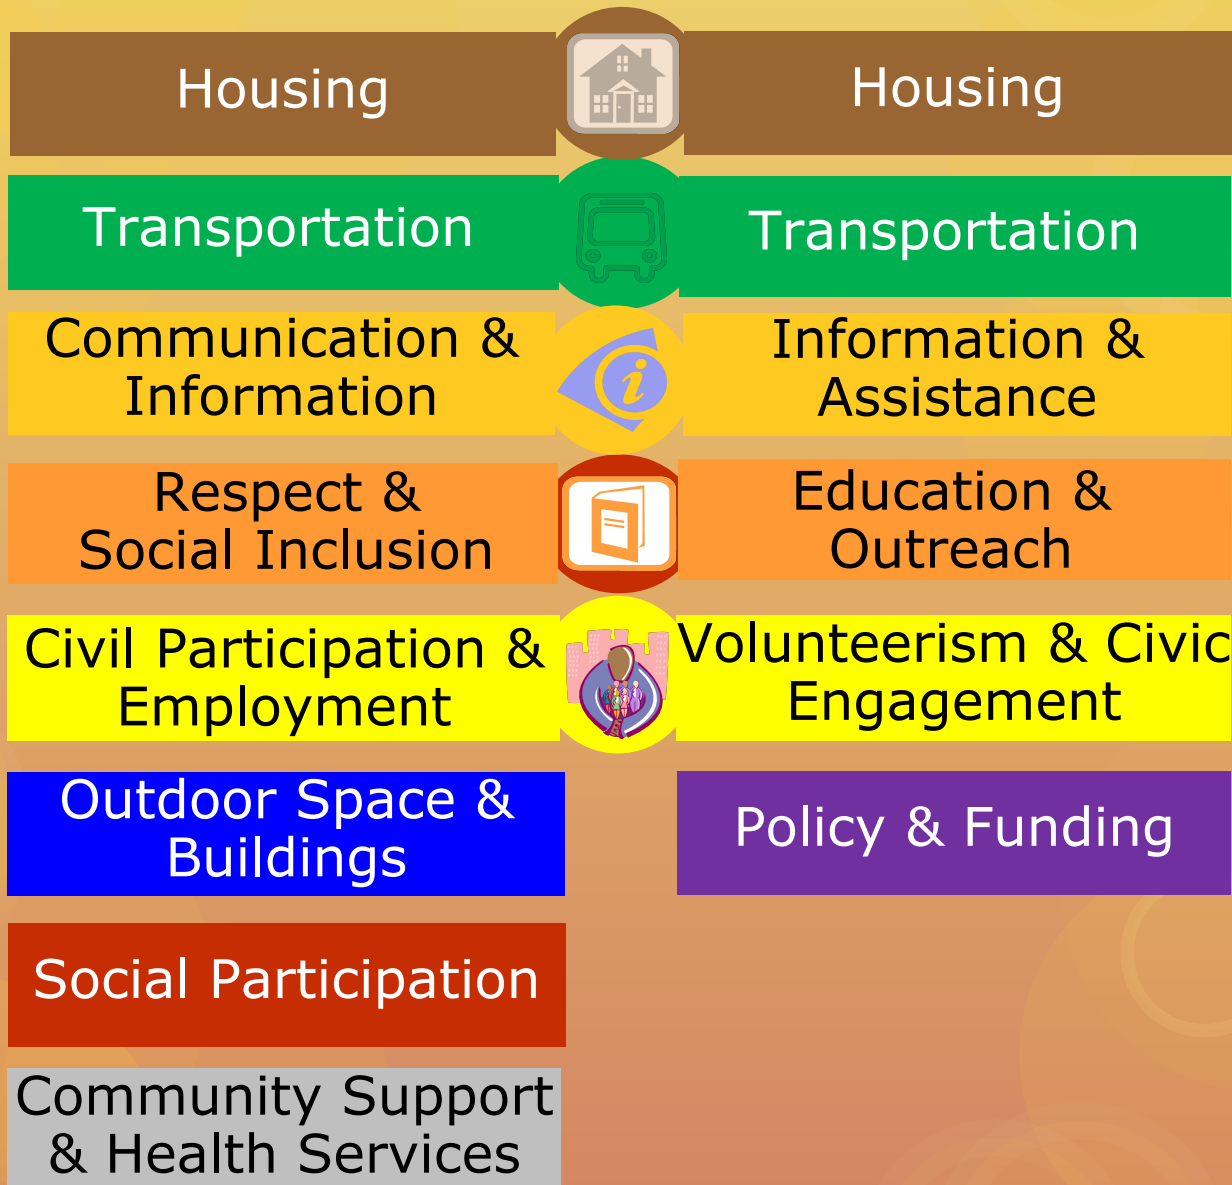 Housing
Housing
Transportation
Transportation
Communication &
Information
Information &
Assistance
Respect &
Social Inclusion
Education &
Outreach
Civil Participation &
Employment
i
Volunteerism & Civic
Engagement
Outdoor Space &
Buildings
Policy & Funding
Social Participation
Community Support
& Health Services